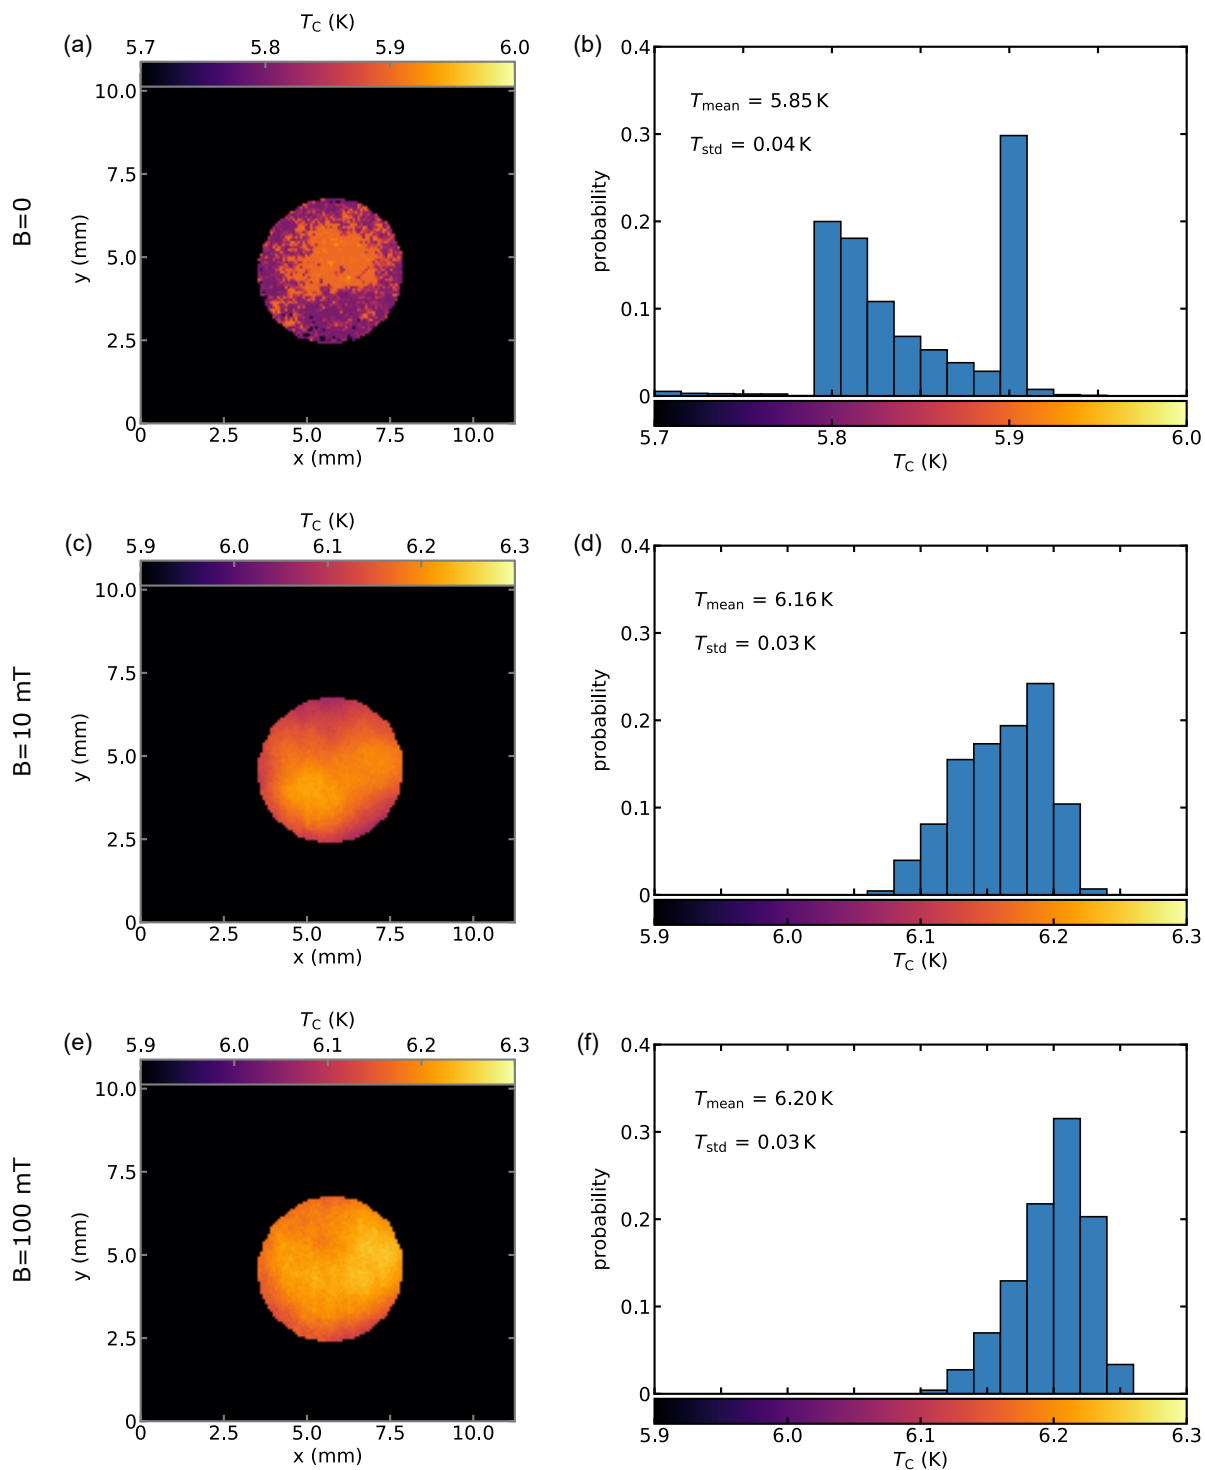 T_C (K)
(a) 5.7 5.8 5.9 6.0
10.0
7.5
5.0
2.5
0
y (mm)
B=0
0 2.5 5.0 7.5 10.0
x (mm)
(b)
0.4
0.3
0.2
0.1
0
probability
T_mean = 5.85 K
T_std = 0.04 K
5.7 5.8 5.9 6.0
T_C (K)
T_C (K)
(c) 5.9 6.0 6.1 6.2 6.3
10.0
7.5
5.0
2.5
0
y (mm)
B=10 mT
0 2.5 5.0 7.5 10.0
x (mm)
(d)
0.4
0.3
0.2
0.1
0
probability
T_mean = 6.16 K
T_std = 0.03 K
5.9 6.0 6.1 6.2 6.3
T_C (K)
T_C (K)
(e) 5.9 6.0 6.1 6.2 6.3
10.0
7.5
5.0
2.5
0
y (mm)
B=100 mT
0 2.5 5.0 7.5 10.0
x (mm)
(f)
0.4
0.3
0.2
0.1
0
probability
T_mean = 6.20 K
T_std = 0.03 K
5.9 6.0 6.1 6.2 6.3
T_C (K)